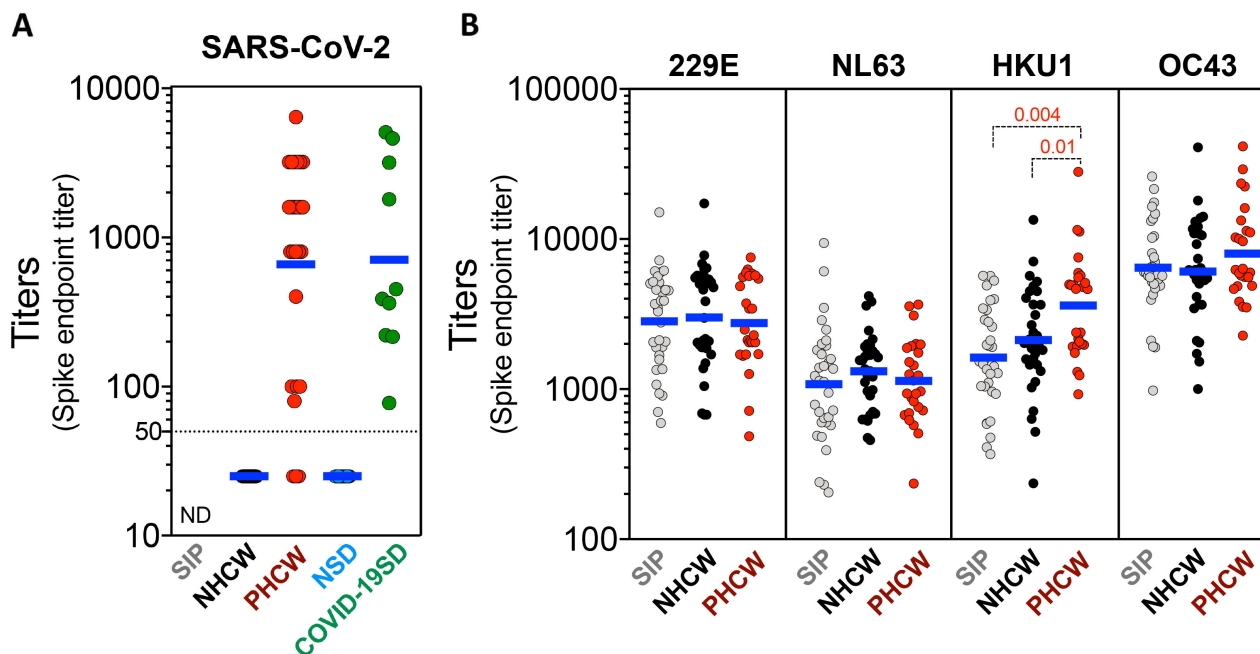 A
SARS-CoV-2
Titers
(Spike endpoint titer)
10000
1000
100
50
10
ND
SIP
NHCW
PHCW
NSD
COVID-19SD
B
229E
NL63
HKU1
OC43
Titers
(Spike endpoint titer)
100000
10000
1000
100
0.004
0.01
SIP
NHCW
PHCW
SIP
NHCW
PHCW
SIP
NHCW
PHCW
SIP
NHCW
PHCW